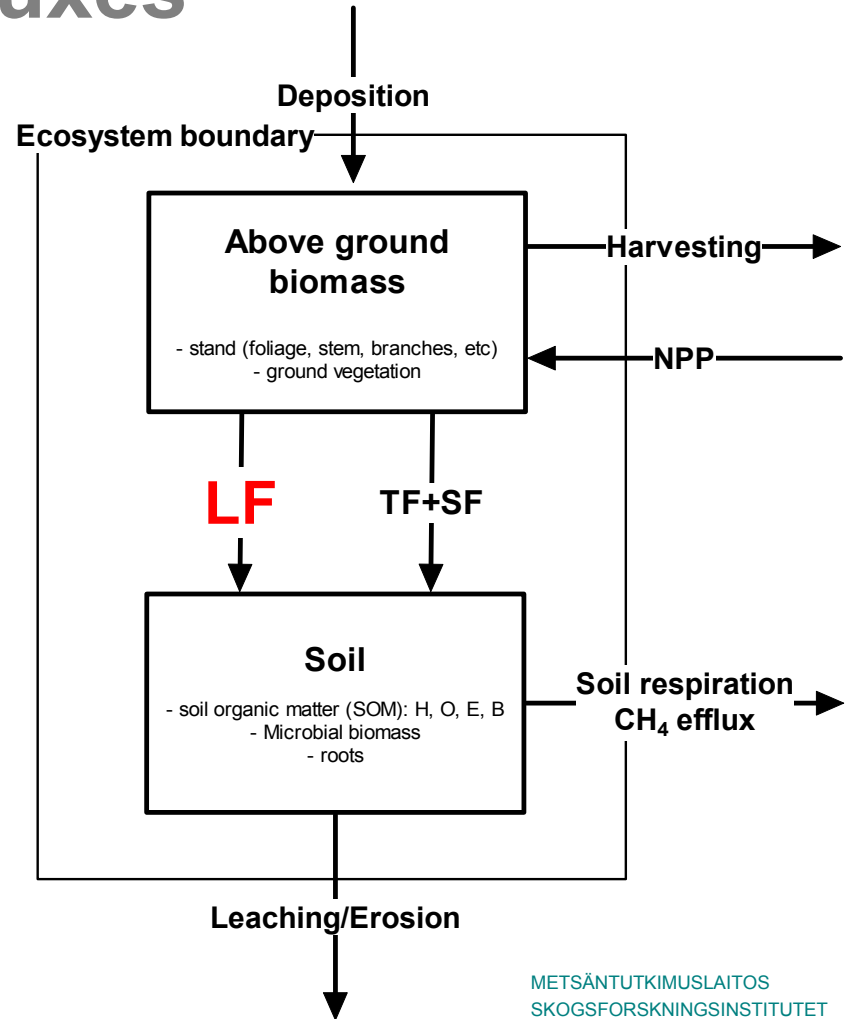 Deposition
Ecosystem boundary
Above ground
biomass
- stand (foliage, stem, branches, etc)
- ground vegetation
Harvesting
NPP
LF
TF+SF
Soil
- soil organic matter (SOM): H, O, E, B
- Microbial biomass
- roots
Soil respiration
CH₄ efflux
Leaching/Erosion
METSÄNTUTKIMUSLAITOS
SKOGSFORSKNINGSINSTITUTET